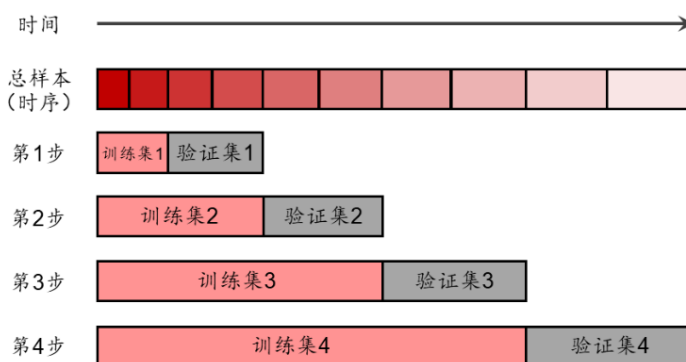 时间
总样本
(时序)
第1步
训练集1 验证集1
第2步
训练集2 验证集2
第3步
训练集3 验证集3
第4步
训练集4 验证集4